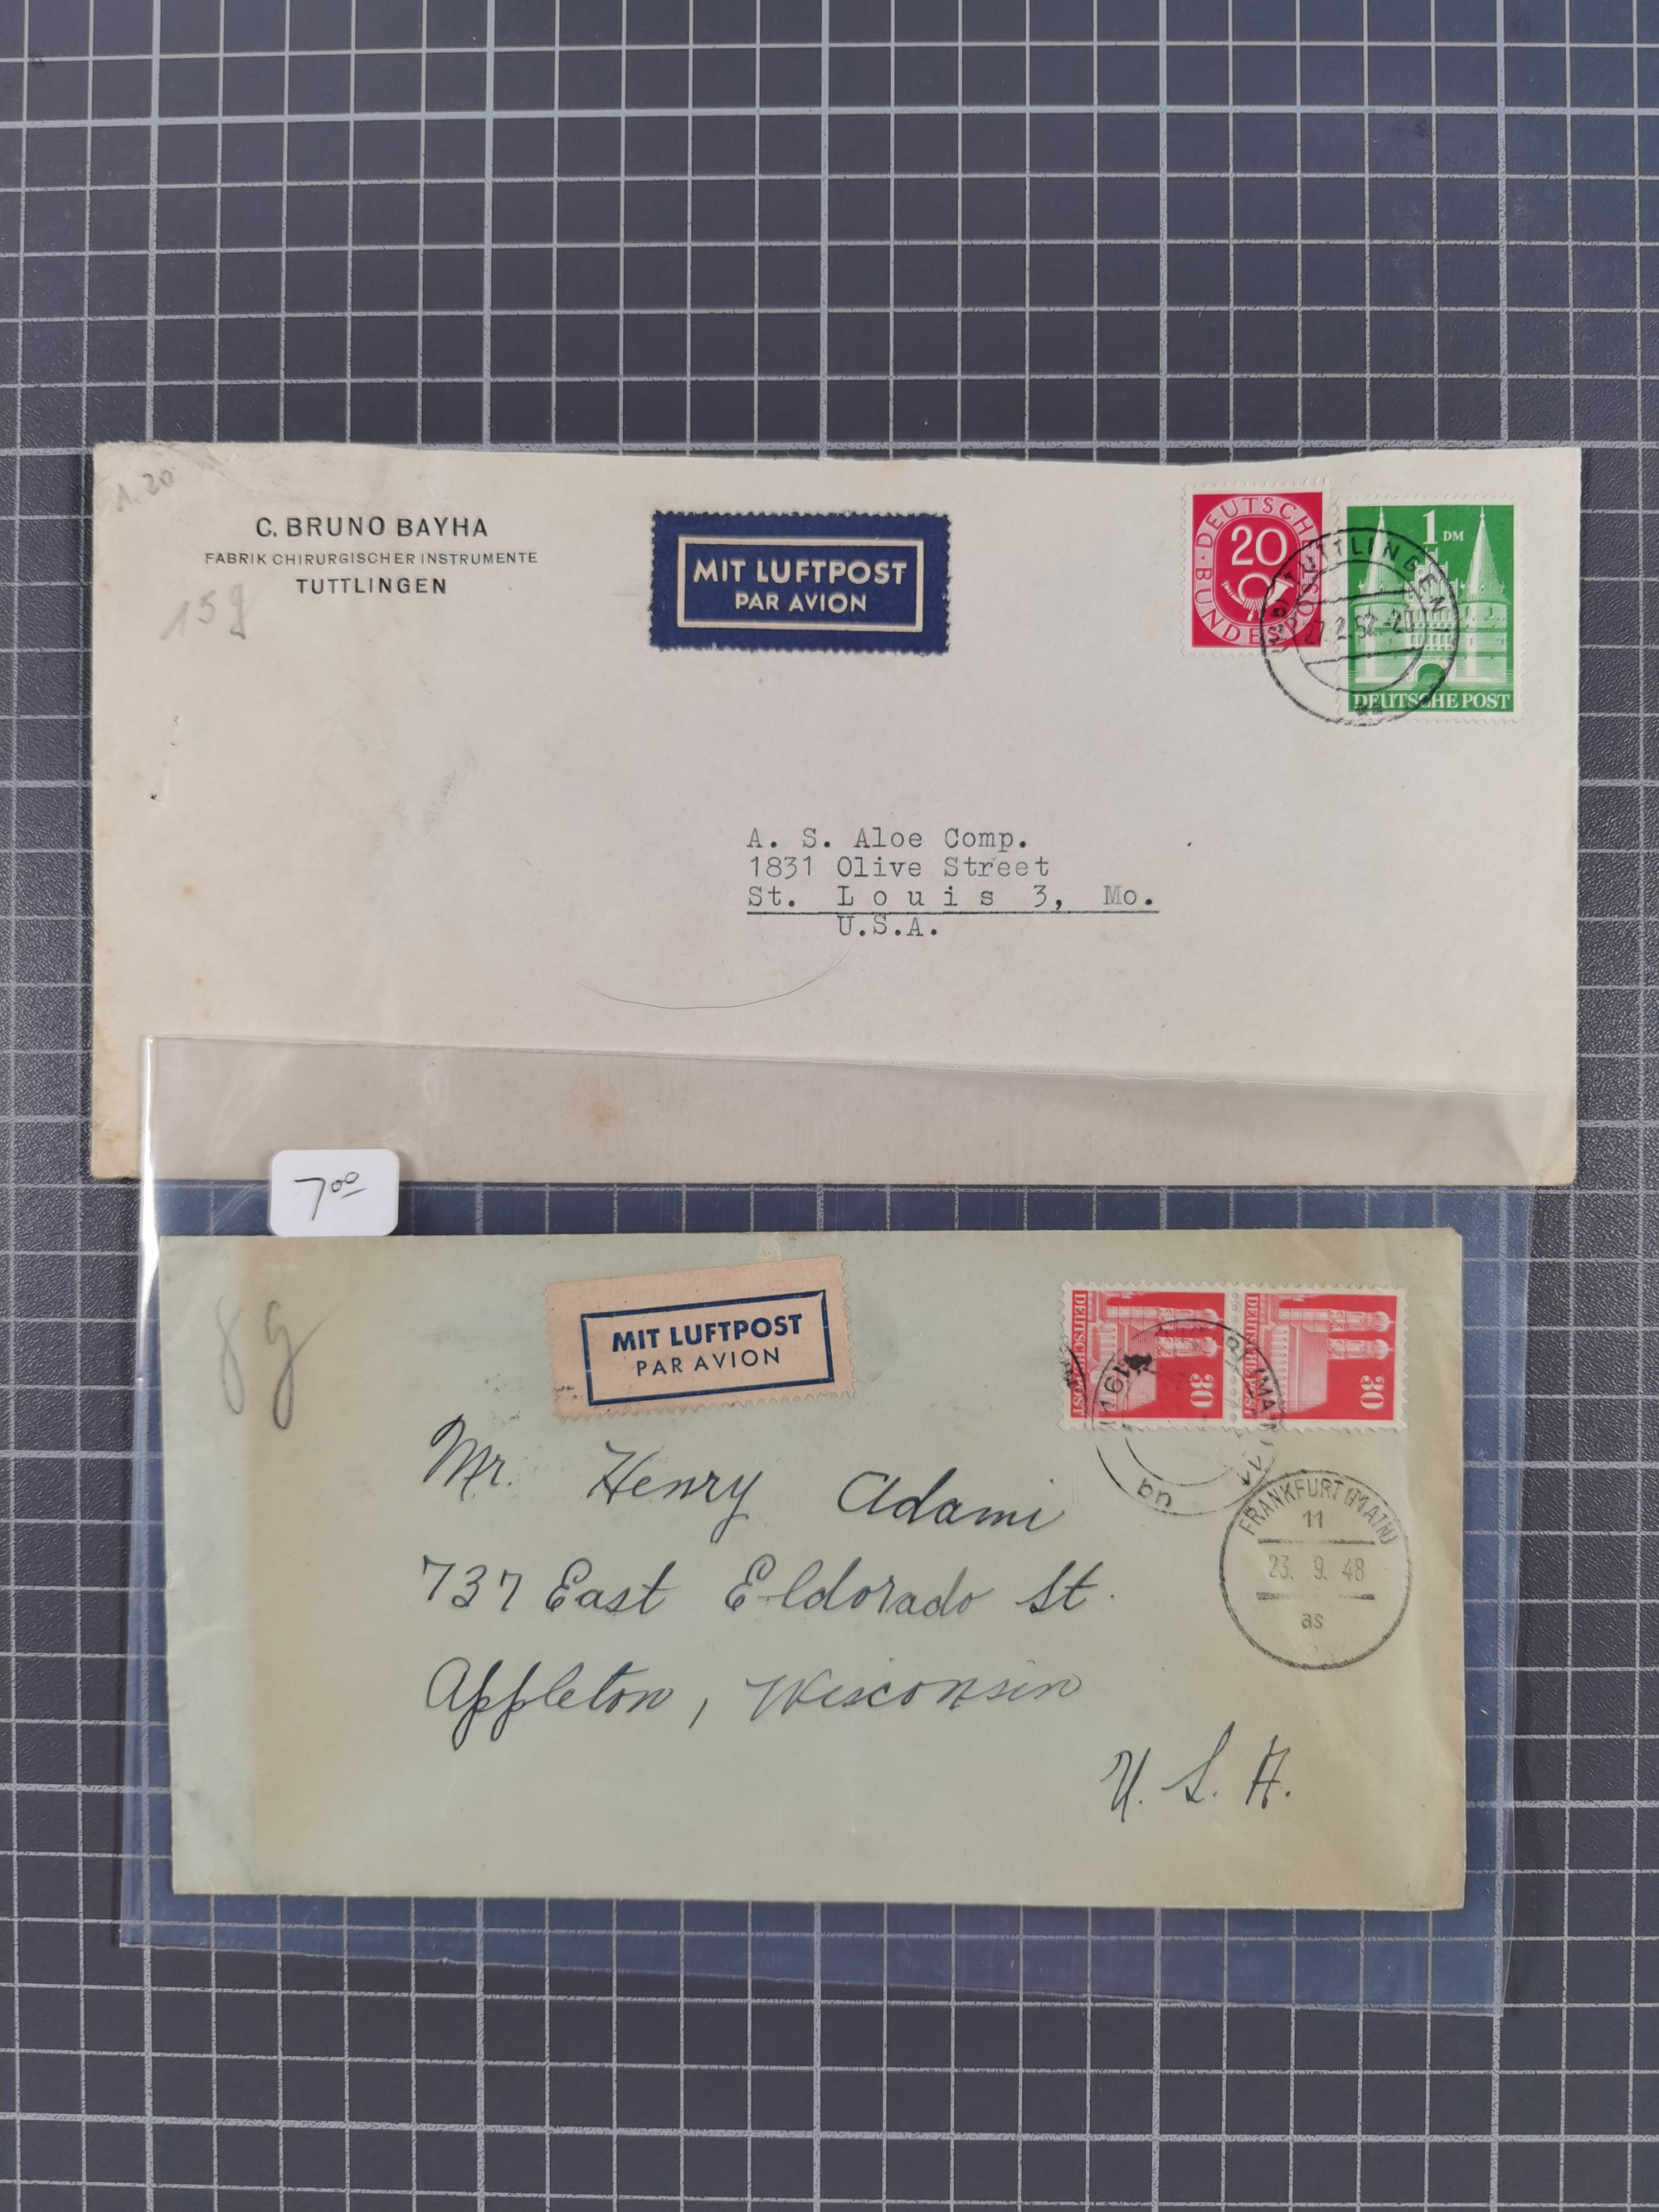 A. 20
C. BRUNO BAYHA
FABRIK CHIRURGISCHER INSTRUMENTE
TUTTLINGEN
15g
MIT LUFTPOST
PAR AVION
DEUTSCHE BUNDESPOST
20
1 DM
DEUTSCHE POST
TUTTLINGEN
27.2.52.-20
A. S. Aloe Comp.
1831 Olive Street
St. Louis 3, Mo.
U.S.A.
7.00
8g
MIT LUFTPOST
PAR AVION
DEUTSCHE POST
30
DEUTSCHE POST
30
FRANKFURT (MAIN)
11
23. 9. 48
as
Mr. Henry Adami
737 East Eldorado St.
Appleton, Wisconsin
U. S. A.